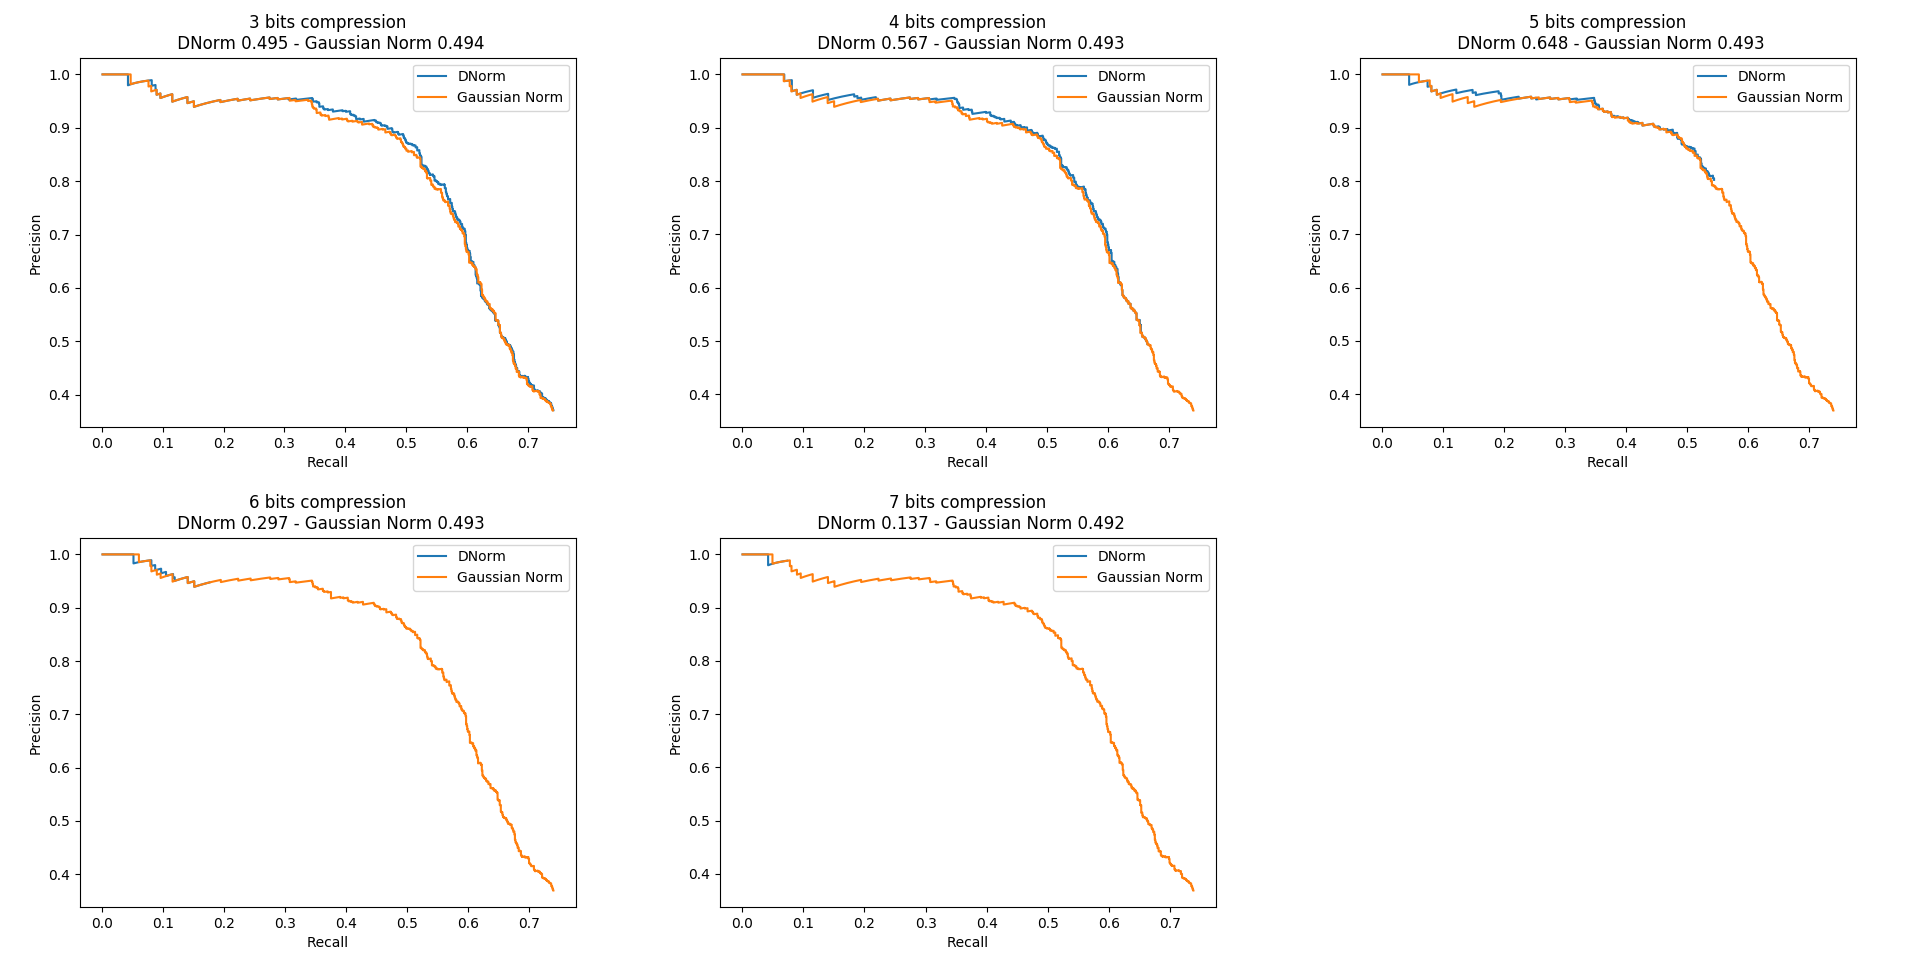 3 bits compression
DNorm 0.495 - Gaussian Norm 0.494
1.0
0.9
0.8
0.7
0.6
0.5
0.4
Precision
DNorm
Gaussian Norm
0.0 0.1 0.2 0.3 0.4 0.5 0.6 0.7
Recall
4 bits compression
DNorm 0.567 - Gaussian Norm 0.493
1.0
0.9
0.8
0.7
0.6
0.5
0.4
Precision
DNorm
Gaussian Norm
0.0 0.1 0.2 0.3 0.4 0.5 0.6 0.7
Recall
5 bits compression
DNorm 0.648 - Gaussian Norm 0.493
1.0
0.9
0.8
0.7
0.6
0.5
0.4
Precision
DNorm
Gaussian Norm
0.0 0.1 0.2 0.3 0.4 0.5 0.6 0.7
Recall
6 bits compression
DNorm 0.297 - Gaussian Norm 0.493
1.0
0.9
0.8
0.7
0.6
0.5
0.4
Precision
DNorm
Gaussian Norm
0.0 0.1 0.2 0.3 0.4 0.5 0.6 0.7
Recall
7 bits compression
DNorm 0.137 - Gaussian Norm 0.492
1.0
0.9
0.8
0.7
0.6
0.5
0.4
Precision
DNorm
Gaussian Norm
0.0 0.1 0.2 0.3 0.4 0.5 0.6 0.7
Recall